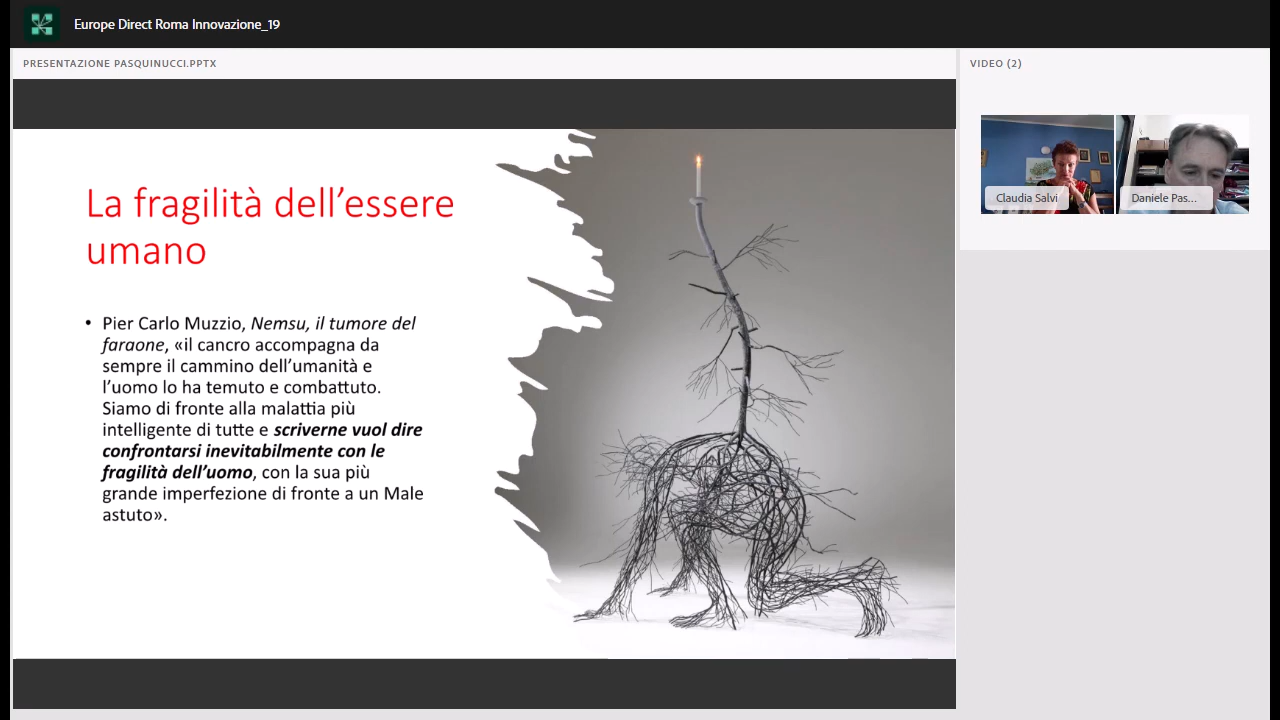 Europe Direct Roma Innovazione_19
PRESENTAZIONE PASQUINUCCI.PPTX
VIDEO (2)
Claudia Salvi
Daniele Pas...
La fragilità dell’essere
umano
• Pier Carlo Muzzio, Nemsu, il tumore del
faraone, «il cancro accompagna da
sempre il cammino dell’umanità e
l’uomo lo ha temuto e combattuto.
Siamo di fronte alla malattia più
intelligente di tutte e scriverne vuol dire
confrontarsi inevitabilmente con le
fragilità dell’uomo, con la sua più
grande imperfezione di fronte a un Male
astuto».